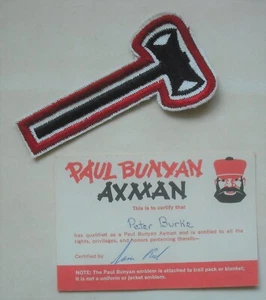 PAUL BUNYAN
AXMAN
This is to certify that
Peter Burke
has qualified as a Paul Bunyan Axman and is entitled to all the
rights, privileges, and honors pertaining thereto—
Certified by
NOTE: The Paul Bunyan emblem is attached to trail pack or blanket.
It is not a uniform or jacket emblem.